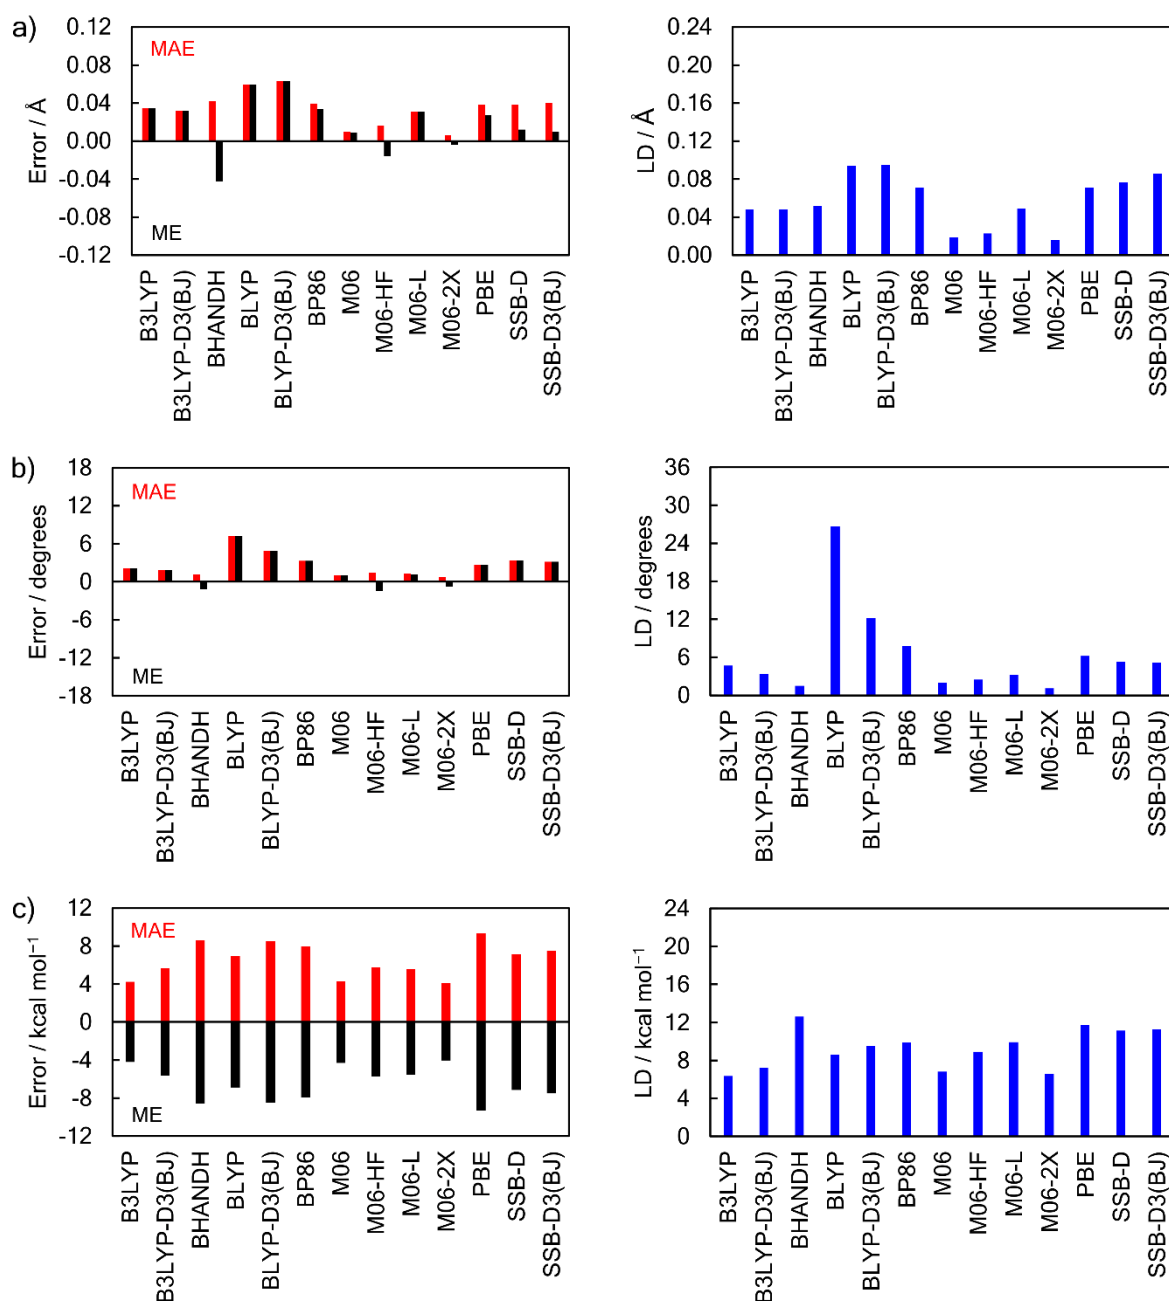 a)
0.12
0.08
0.04
0.00
-0.04
-0.08
-0.12
Error / Å
MAE
ME
B3LYP
B3LYP-D3(BJ)
BHANDH
BLYP
BLYP-D3(BJ)
BP86
M06
M06-HF
M06-L
M06-2X
PBE
SSB-D
SSB-D3(BJ)
0.24
0.20
0.16
0.12
0.08
0.04
0.00
LD / Å
B3LYP
B3LYP-D3(BJ)
BHANDH
BLYP
BLYP-D3(BJ)
BP86
M06
M06-HF
M06-L
M06-2X
PBE
SSB-D
SSB-D3(BJ)
b)
18
12
6
0
-6
-12
-18
Error / degrees
MAE
ME
B3LYP
B3LYP-D3(BJ)
BHANDH
BLYP
BLYP-D3(BJ)
BP86
M06
M06-HF
M06-L
M06-2X
PBE
SSB-D
SSB-D3(BJ)
36
30
24
18
12
6
0
LD / degrees
B3LYP
B3LYP-D3(BJ)
BHANDH
BLYP
BLYP-D3(BJ)
BP86
M06
M06-HF
M06-L
M06-2X
PBE
SSB-D
SSB-D3(BJ)
c)
12
8
4
0
-4
-8
-12
Error / kcal mol⁻¹
MAE
ME
B3LYP
B3LYP-D3(BJ)
BHANDH
BLYP
BLYP-D3(BJ)
BP86
M06
M06-HF
M06-L
M06-2X
PBE
SSB-D
SSB-D3(BJ)
24
20
16
12
8
4
0
LD / kcal mol⁻¹
B3LYP
B3LYP-D3(BJ)
BHANDH
BLYP
BLYP-D3(BJ)
BP86
M06
M06-HF
M06-L
M06-2X
PBE
SSB-D
SSB-D3(BJ)